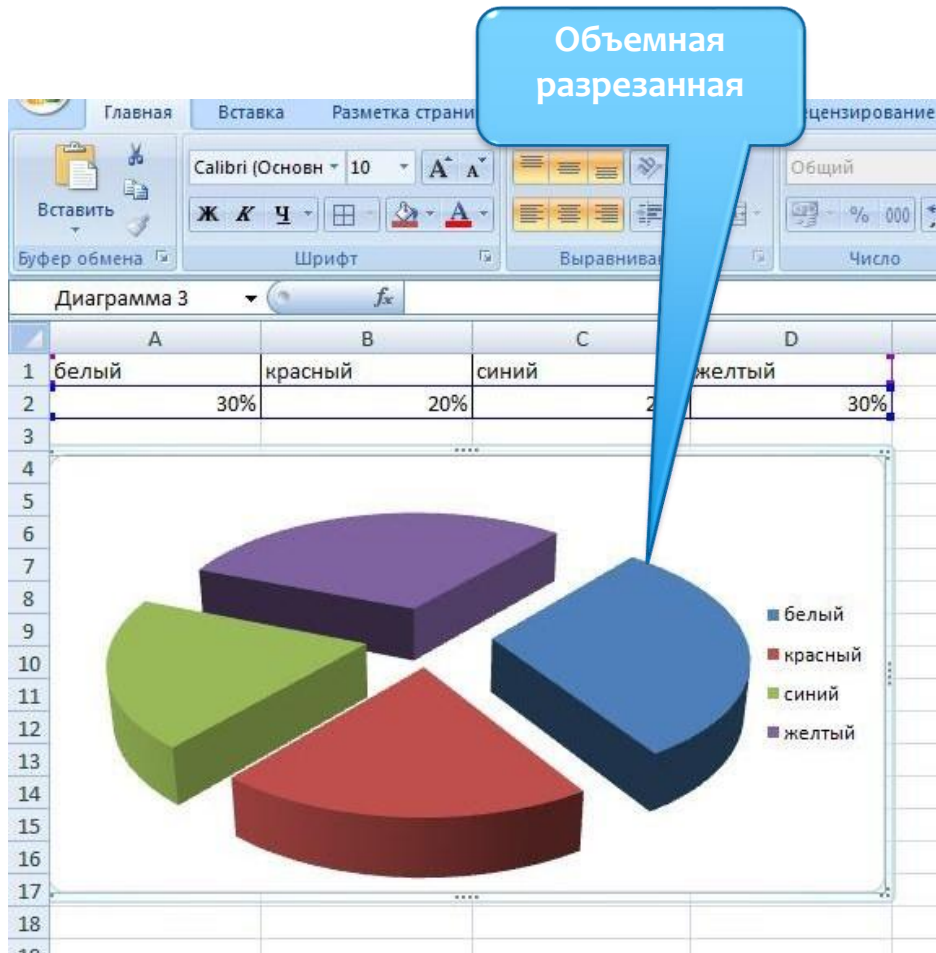 Объемная
разрезанная
Главная Вставка Разметка страни ецензирование
Calibri (Основн 10 A A Общий
Вставить Ж К Ч A % 000
Буфер обмена Шрифт Выравнива Число
Диаграмма 3 fx
A B C D
1 белый красный синий желтый
2 30% 20% 2 30%
3
4
5
6
7
8 белый
9
10 красный
11 синий
12 желтый
13
14
15
16
17
18